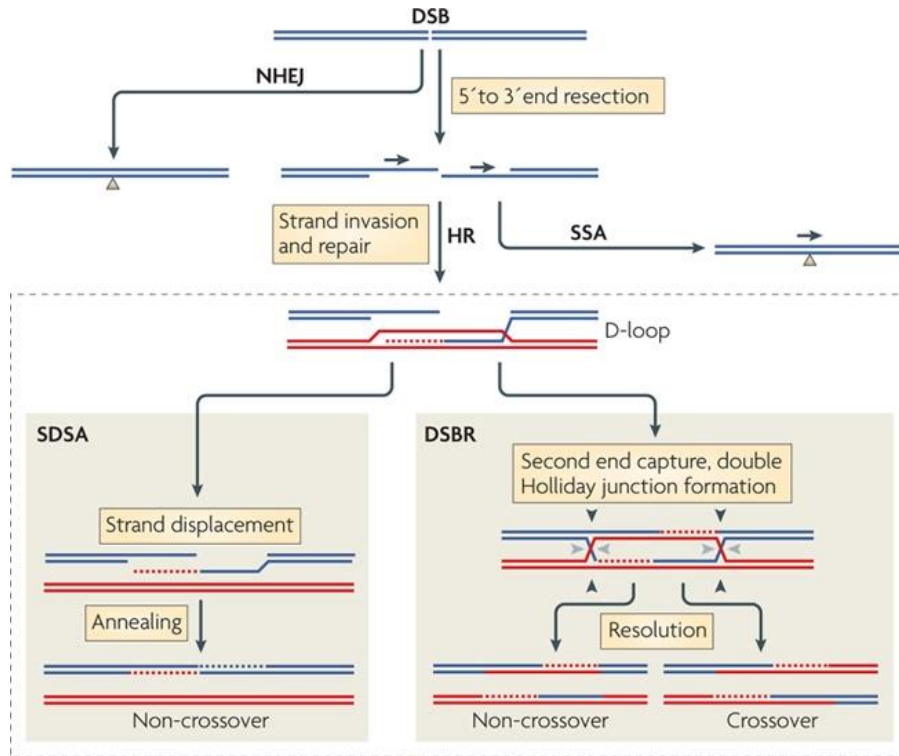 DSB
NHEJ
5´to 3´end resection
Strand invasion
and repair
HR
SSA
D-loop
SDSA
DSBR
Second end capture, double
Holliday junction formation
Strand displacement
Annealing
Resolution
Non-crossover
Non-crossover
Crossover